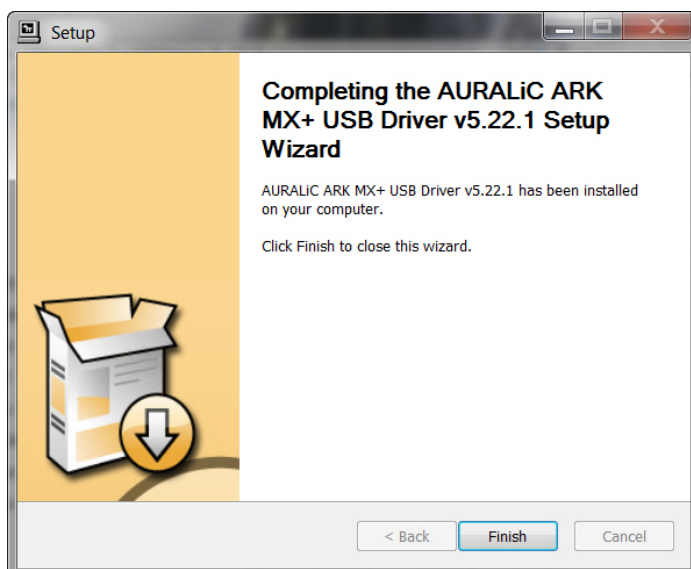 Setup
Completing the AURALiC ARK
MX+ USB Driver v5.22.1 Setup
Wizard
AURALiC ARK MX+ USB Driver v5.22.1 has been installed
on your computer.
Click Finish to close this wizard.
< Back
Finish
Cancel